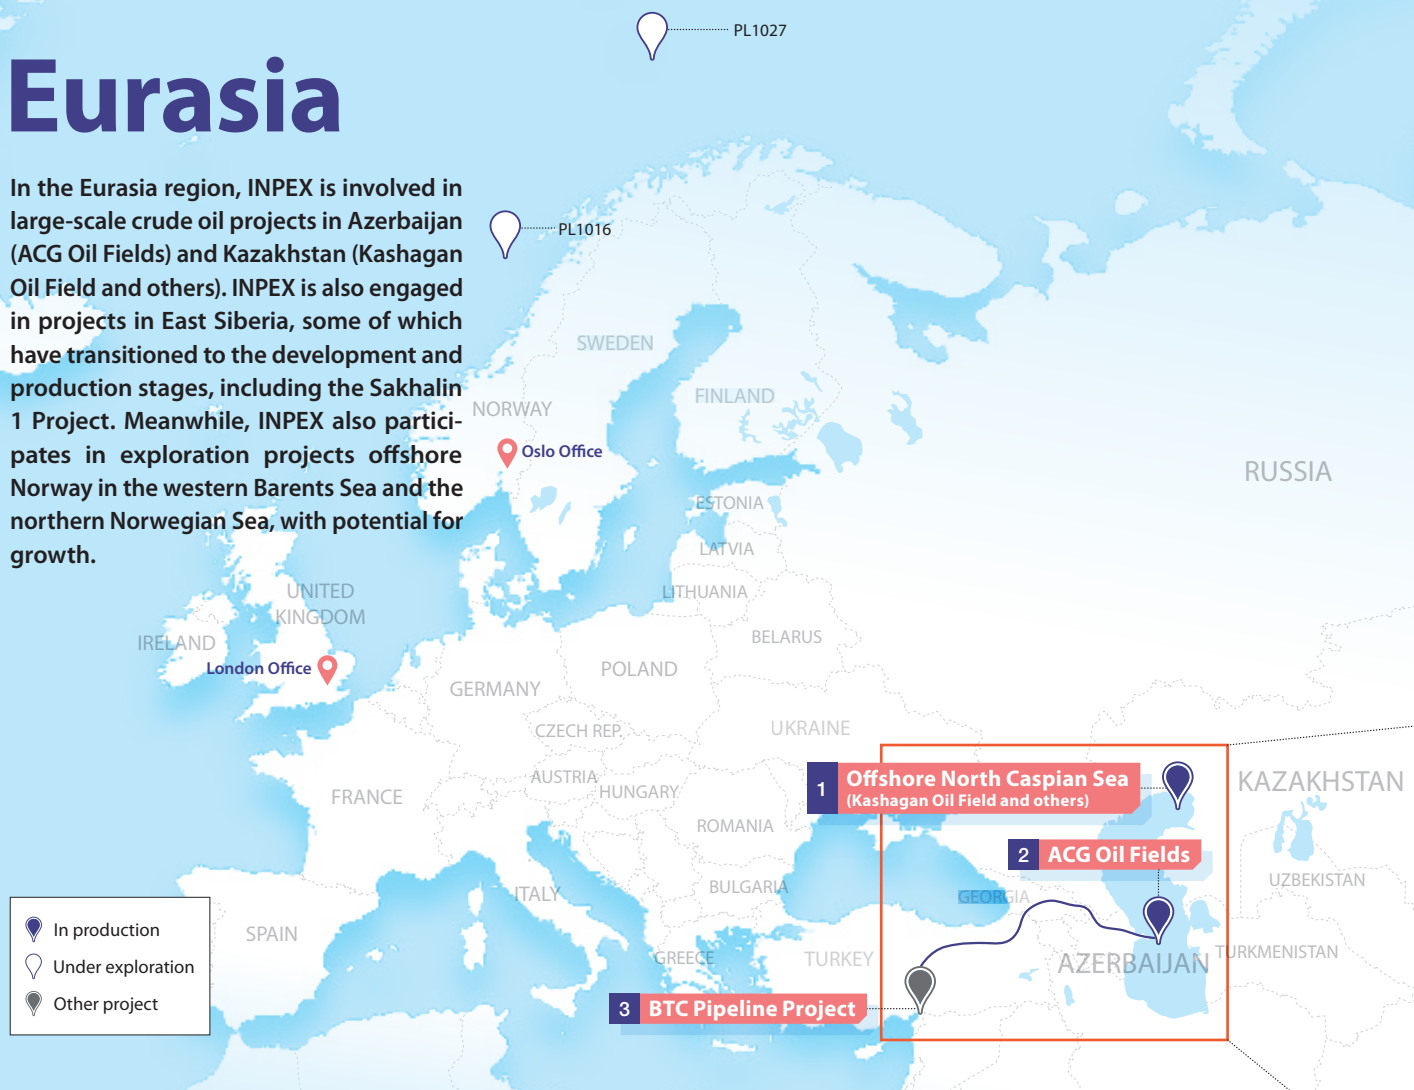 PL1027
Eurasia
In the Eurasia region, INPEX is involved in
large-scale crude oil projects in Azerbaijan
(ACG Oil Fields) and Kazakhstan (Kashagan
Oil Field and others). INPEX is also engaged
in projects in East Siberia, some of which
have transitioned to the development and
production stages, including the Sakhalin
1 Project. Meanwhile, INPEX also partici-
pates in exploration projects offshore
Norway in the western Barents Sea and the
northern Norwegian Sea, with potential for
growth.
PL1016
SWEDEN
FINLAND
NORWAY
Oslo Office
RUSSIA
ESTONIA
LATVIA
LITHUANIA
UNITED
KINGDOM
IRELAND
BELARUS
London Office
POLAND
GERMANY
CZECH REP.
UKRAINE
AUSTRIA
HUNGARY
FRANCE
1 Offshore North Caspian Sea
(Kashagan Oil Field and others)
KAZAKHSTAN
ROMANIA
2 ACG Oil Fields
BULGARIA
ITALY
GEORGIA
UZBEKISTAN
SPAIN
GREECE
TURKEY
AZERBAIJAN
TURKMENISTAN
3 BTC Pipeline Project
In production
Under exploration
Other project